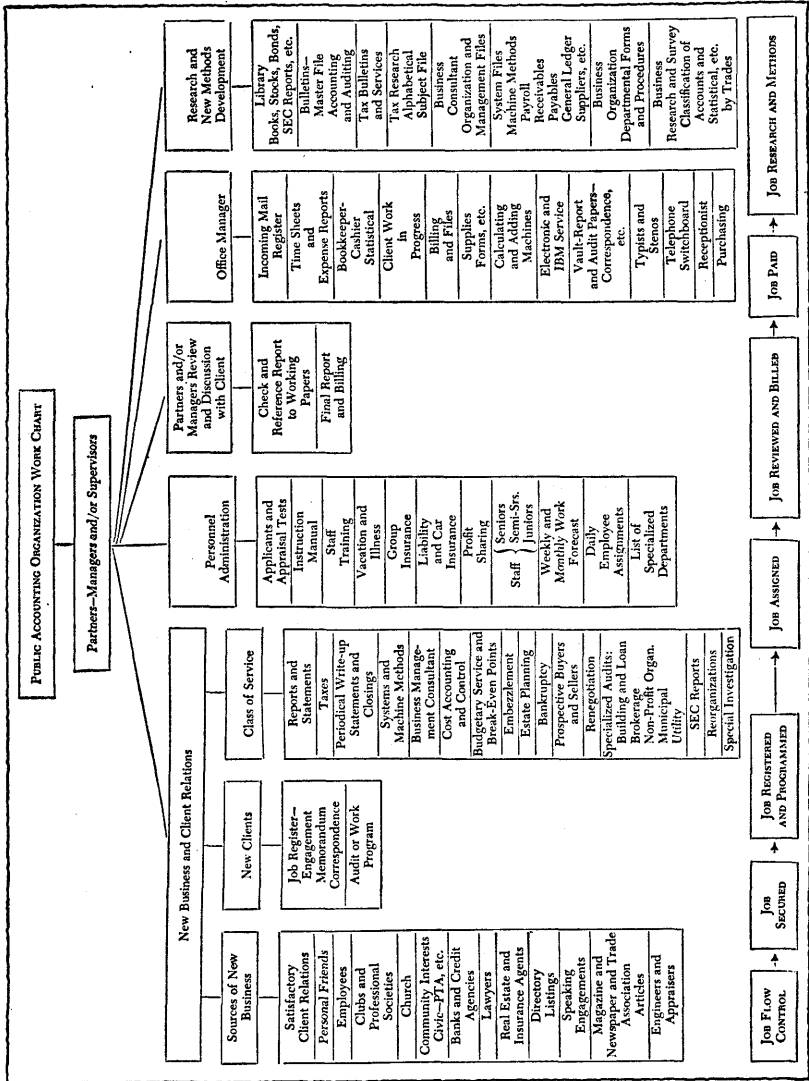 PUBLIC ACCOUNTING ORGANIZATION WORK CHART
Partners—Managers and/or Supervisors
New Business and Client Relations
Sources of New
Business
Satisfactory
Client Relations
Personal Friends
Employees
Clubs and
Professional
Societies
Church
Community Interests
Civic—PTA, etc.
Banks and Credit
Agencies
Lawyers
Real Estate and
Insurance Agents
Directory
Listings
Speaking
Engagements
Magazine and
Newspaper and Trade
Association
Articles
Engineers and
Appraisers
New Clients
Job Register—
Engagement
Memorandum
Correspondence
Audit or Work
Program
Class of Service
Reports and
Statements
Taxes
Periodical Write-up
Statements and
Closings
Systems and
Machine Methods
Business Manage-
ment Consultant
Cost Accounting
and Control
Budgetary Service and
Break-Even Points
Embezzlement
Estate Planning
Bankruptcy
Prospective Buyers
and Sellers
Renegotiation
Specialized Audits:
Building and Loan
Brokerage
Non-Profit Organ.
Municipal
Utility
SEC Reports
Reorganizations
Special Investigation
Personnel
Administration
Applicants and
Appraisal Tests
Instruction
Manual
Staff
Training
Vacation and
Illness
Group
Insurance
Liability
and Car
Insurance
Profit
Sharing
Staff { Seniors
Semi-Srs.
Juniors
Weekly and
Monthly Work
Forecast
Daily
Employee
Assignments
List of
Specialized
Departments
Partners and/or
Managers Review
and Discussion
with Client
Check and
Reference Report
to Working
Papers
Final Report
and Billing
Office Manager
Incoming Mail
Register
Time Sheets
and
Expense Reports
Bookkeeper-
Cashier
Statistical
Client Work
in
Progress
Billing
and Files
Supplies
Forms, etc.
Calculating
and Adding
Machines
Electronic and
IBM Service
Vault-Report
and Audit Papers—
Correspondence,
etc.
Typists and
Stenos
Telephone
Switchboard
Receptionist
Purchasing
Research and
New Methods
Development
Library
Books, Stocks, Bonds,
SEC Reports, etc.
Bulletins—
Master File
Accounting
and Auditing
Tax Bulletins
and Services
Tax Research
Alphabetical
Subject File
Business
Consultant
Organization and
Management Files
System Files
Machine Methods
Payroll
Receivables
Payables
General Ledger
Suppliers, etc.
Business
Organization
Departmental Forms
and Procedures
Business
Research and Survey
Classification of
Accounts and
Statistical, etc.
by Trades
JOB FLOW
CONTROL
→
JOB
SECURED
→
JOB REGISTERED
AND PROGRAMMED
→
JOB ASSIGNED
→
JOB REVIEWED AND BILLED
→
JOB PAID
→
JOB RESEARCH AND METHODS